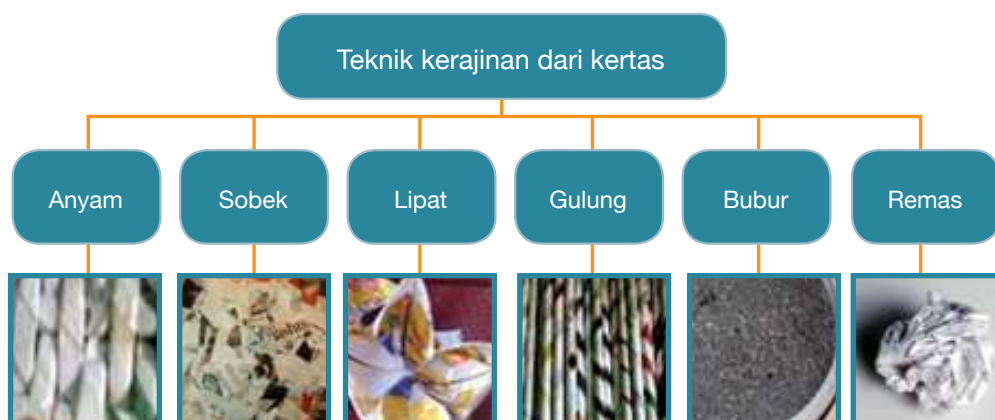 Teknik kerajinan dari kertas
Anyam
Sobek
Lipat
Gulung
Bubur
Remas